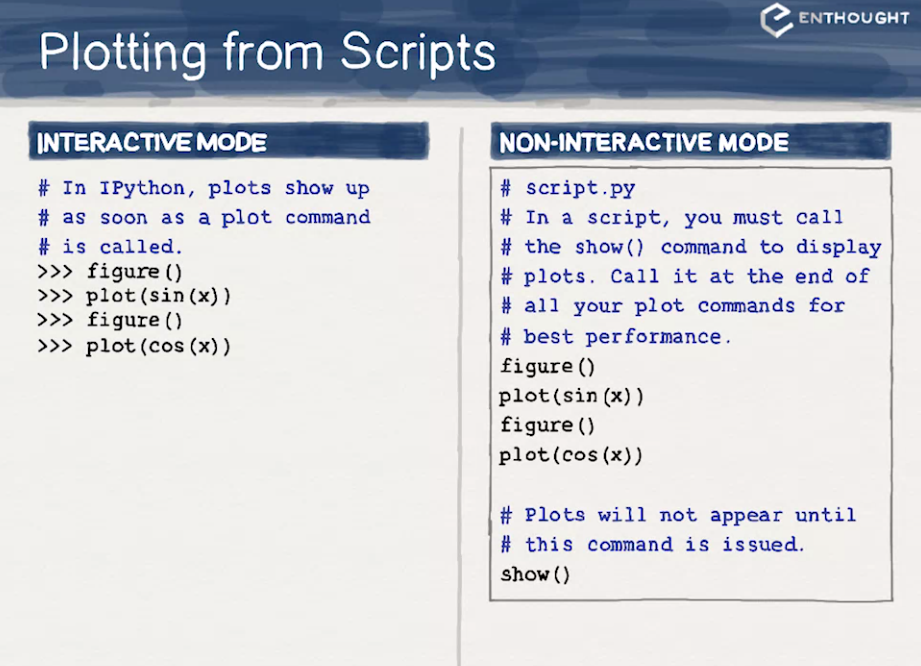 ENTHOUGHT
Plotting from Scripts
INTERACTIVE MODE
# In IPython, plots show up
# as soon as a plot command
# is called.
>>> figure()
>>> plot(sin(x))
>>> figure()
>>> plot(cos(x))
NON-INTERACTIVE MODE
# script.py
# In a script, you must call
# the show() command to display
# plots. Call it at the end of
# all your plot commands for
# best performance.
figure()
plot(sin(x))
figure()
plot(cos(x))
# Plots will not appear until
# this command is issued.
show()